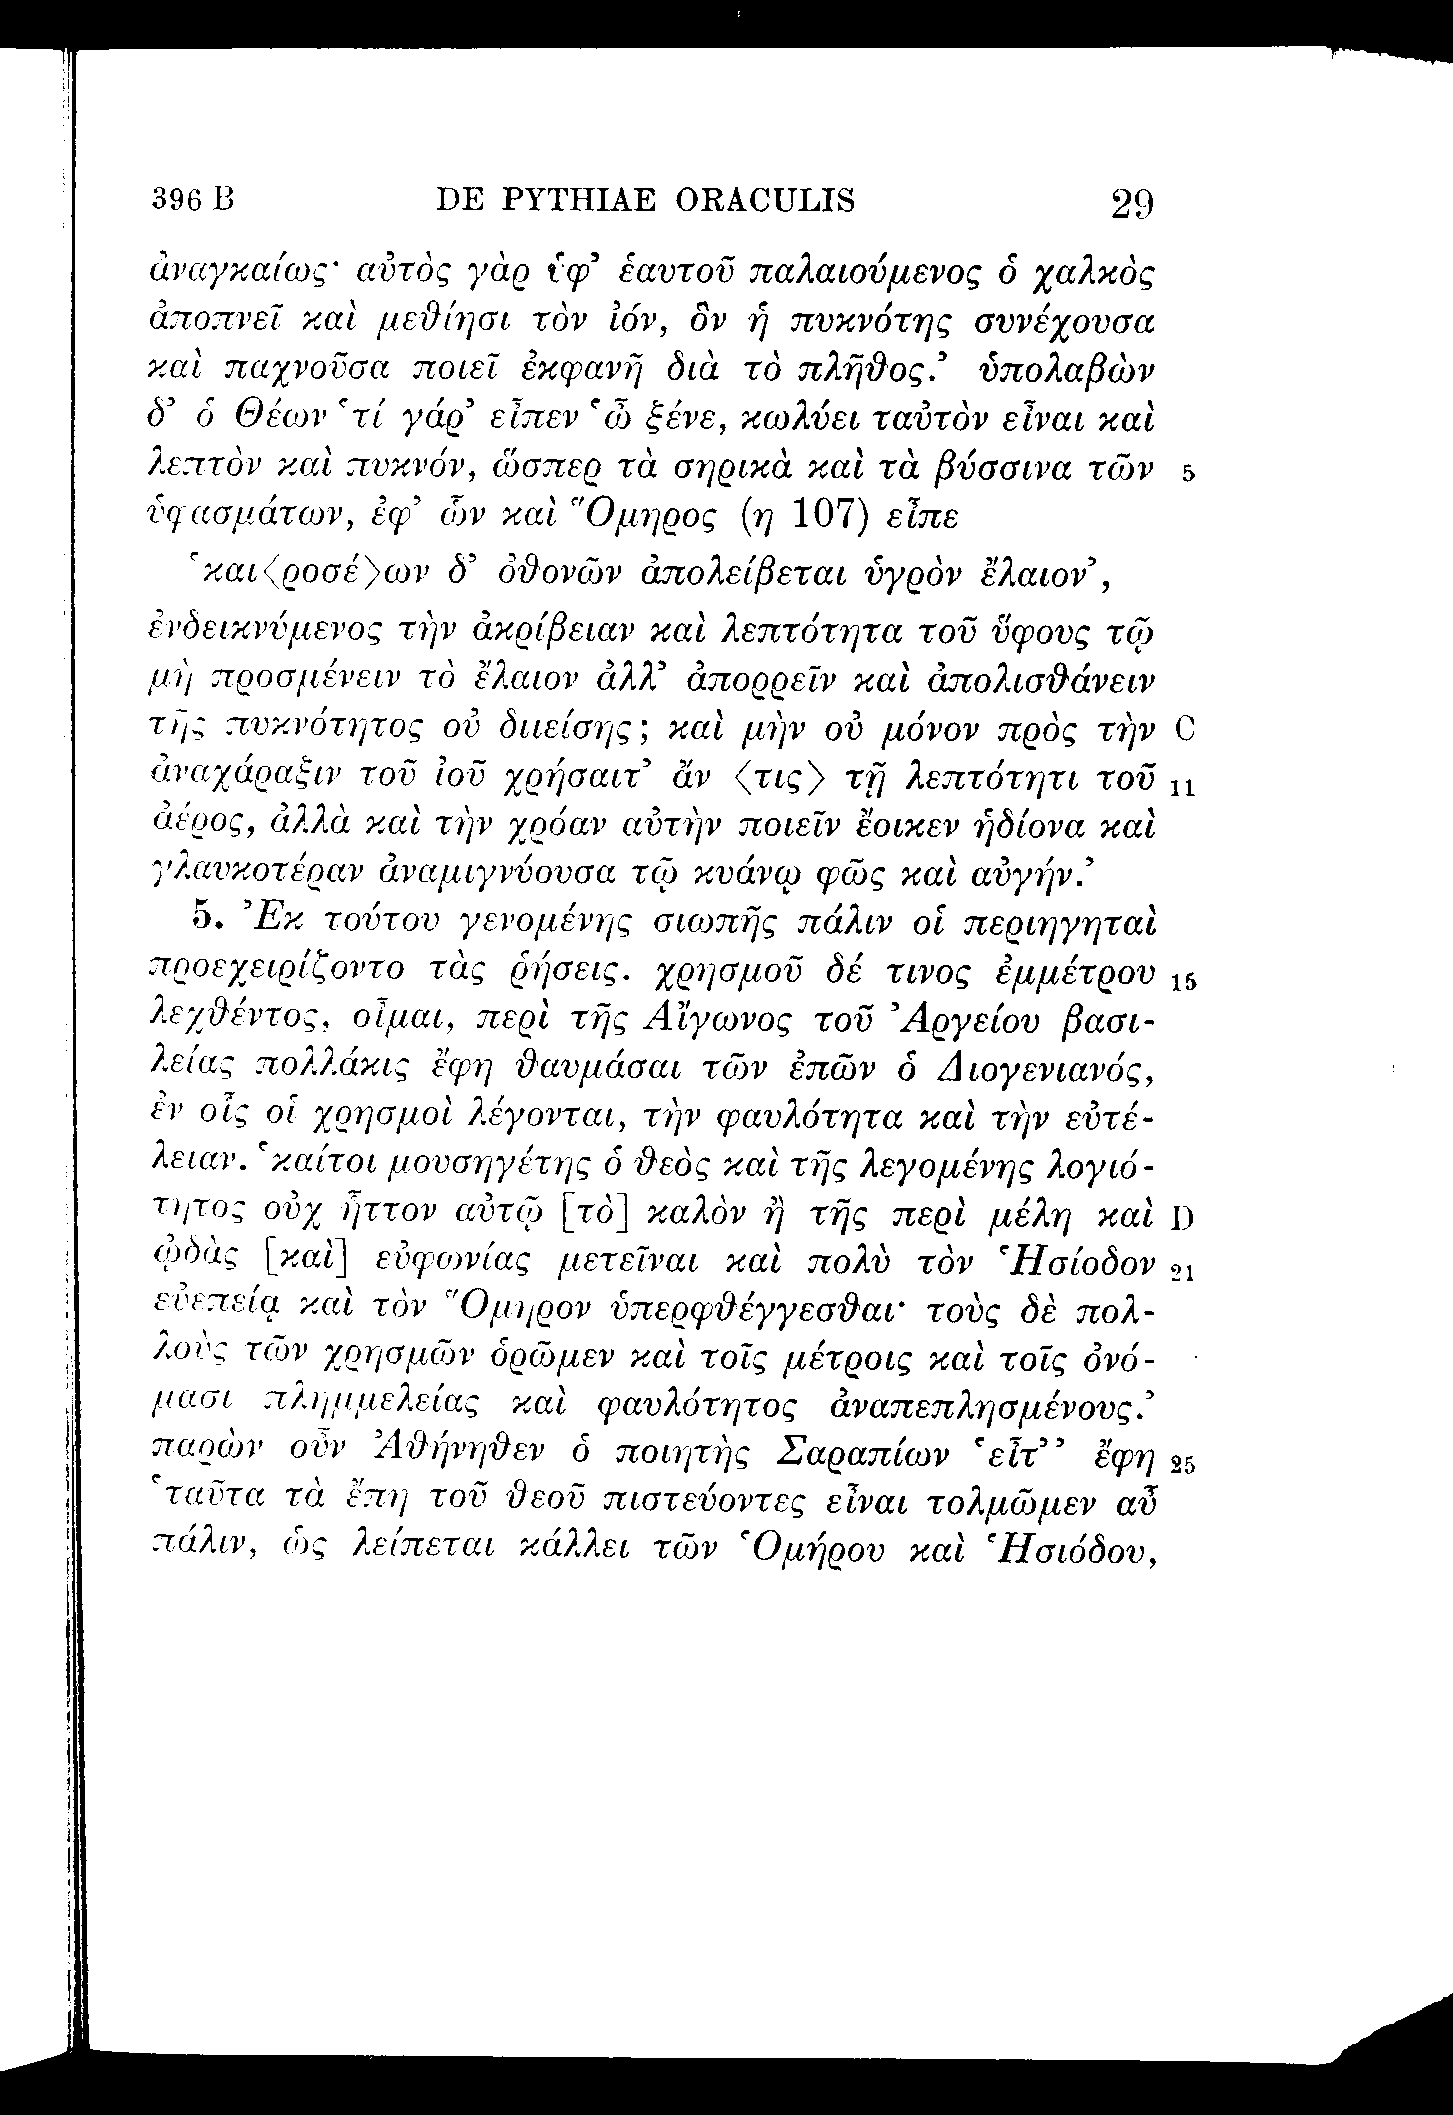 396 B DE PYTHIAE ORACULIS 29
ἀναγκαίως· αὐτὸς γὰρ ὑφ’ ἑαυτοῦ παλαιούμενος ὁ χαλκὸς
ἀποπνεῖ καὶ μεθίησι τὸν ἰόν, ὃν ἡ πυκνότης συνέχουσα
καὶ παχνοῦσα ποιεῖ ἐκφανῆ διὰ τὸ πλῆθος.’ ὑπολαβὼν
δ’ ὁ Θέων ‘τί γάρ’ εἶπεν ‘ὦ ξένε, κωλύει ταὐτὸν εἶναι καὶ
λεπτὸν καὶ πυκνόν, ὥσπερ τὰ σηρικὰ καὶ τὰ βύσσινα τῶν 5
ὑφασμάτων, ἐφ’ ὧν καὶ Ὅμηρος (η 107) εἶπε
‘και⟨ροσέ⟩ων δ’ ὀθονῶν ἀπολείβεται ὑγρὸν ἔλαιον’,
ἐνδεικνύμενος τὴν ἀκρίβειαν καὶ λεπτότητα τοῦ ὕφους τῷ
μὴ προσμένειν τὸ ἔλαιον ἀλλ’ ἀπορρεῖν καὶ ἀπολισθάνειν
τῆς πυκνότητος οὐ διιείσης; καὶ μὴν οὐ μόνον πρὸς τὴν C
ἀναχάραξιν τοῦ ἰοῦ χρήσαιτ’ ἂν ⟨τις⟩ τῇ λεπτότητι τοῦ 11
ἀέρος, ἀλλὰ καὶ τὴν χρόαν αὐτὴν ποιεῖν ἔοικεν ἡδίονα καὶ
γλαυκοτέραν ἀναμιγνύουσα τῷ κυάνῳ φῶς καὶ αὐγήν.’
5. Ἐκ τούτου γενομένης σιωπῆς πάλιν οἱ περιηγηταὶ
προεχειρίζοντο τὰς ῥήσεις. χρησμοῦ δέ τινος ἐμμέτρου 15
λεχθέντος, οἶμαι, περὶ τῆς Αἴγωνος τοῦ Ἀργείου βασι-
λείας πολλάκις ἔφη θαυμάσαι τῶν ἐπῶν ὁ Διογενιανός,
ἐν οἷς οἱ χρησμοὶ λέγονται, τὴν φαυλότητα καὶ τὴν εὐτέ-
λειαν. ‘καίτοι μουσηγέτης ὁ θεὸς καὶ τῆς λεγομένης λογιό-
τητος οὐχ ἧττον αὐτῷ [τὸ] καλὸν ἢ τῆς περὶ μέλη καὶ D
ᾠδὰς [καὶ] εὐφωνίας μετεῖναι καὶ πολὺ τὸν Ἡσίοδον 21
εὐεπείᾳ καὶ τὸν Ὅμηρον ὑπερφθέγγεσθαι· τοὺς δὲ πολ-
λοὺς τῶν χρησμῶν ὁρῶμεν καὶ τοῖς μέτροις καὶ τοῖς ὀνό-
μασι πλημμελείας καὶ φαυλότητος ἀναπεπλησμένους.’
παρὼν οὖν Ἀθήνηθεν ὁ ποιητὴς Σαραπίων ‘εἶτ’’ ἔφη 25
‘ταῦτα τὰ ἔπη τοῦ θεοῦ πιστεύοντες εἶναι τολμῶμεν αὖ
πάλιν, ὡς λείπεται κάλλει τῶν Ὁμήρου καὶ Ἡσιόδου,